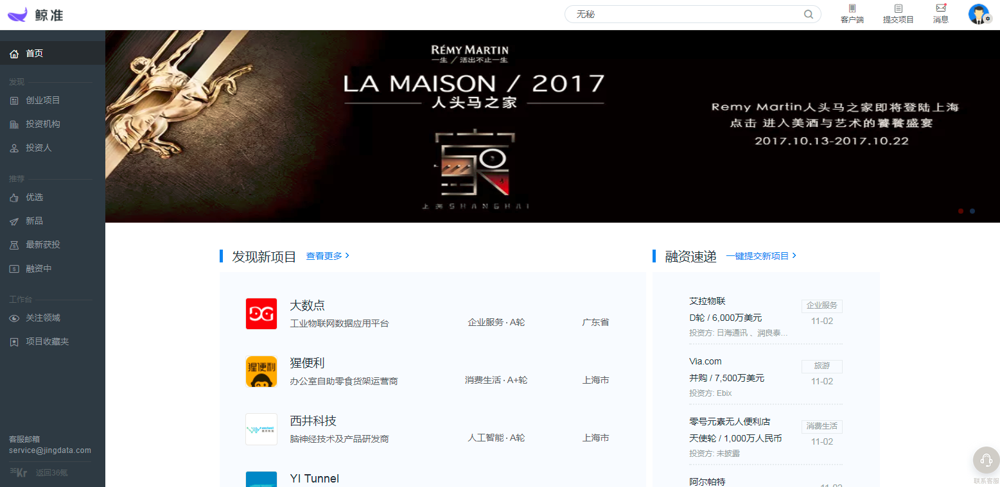 鲸准
无秘
客户端
提交项目
消息
首页
发现
创业项目
投资机构
投资人
推荐
优选
新品
最新获投
融资中
工作台
关注领域
项目收藏夹
客服邮箱
service@jingdata.com
36Kr 返回36氪
RÉMY MARTIN
一生 / 活出不止一生
LA MAISON / 2017
人头马之家
上海 SHANGHAI
Remy Martin人头马之家即将登陆上海
点击 进入美酒与艺术的饕餮盛宴
2017.10.13-2017.10.22
发现新项目 查看更多
DG
大数点
工业物联网数据应用平台 企业服务 · A轮 广东省
猩便利
猩便利
办公室自助零食货架运营商 消费生活 · A+轮 上海市
西井科技
脑神经技术及产品研发商 人工智能 · A轮 上海市
YI Tunnel
融资速递 一键提交新项目
艾拉物联 企业服务
D轮 / 6,000万美元 11-02
投资方: 日海通讯 、润良泰...
Via.com 旅游
并购 / 7,500万美元 11-02
投资方: Ebix
零号元素无人便利店 消费生活
天使轮 / 1,000万人民币 11-02
投资方: 未披露
阿尔帕特
11-02
联系客服